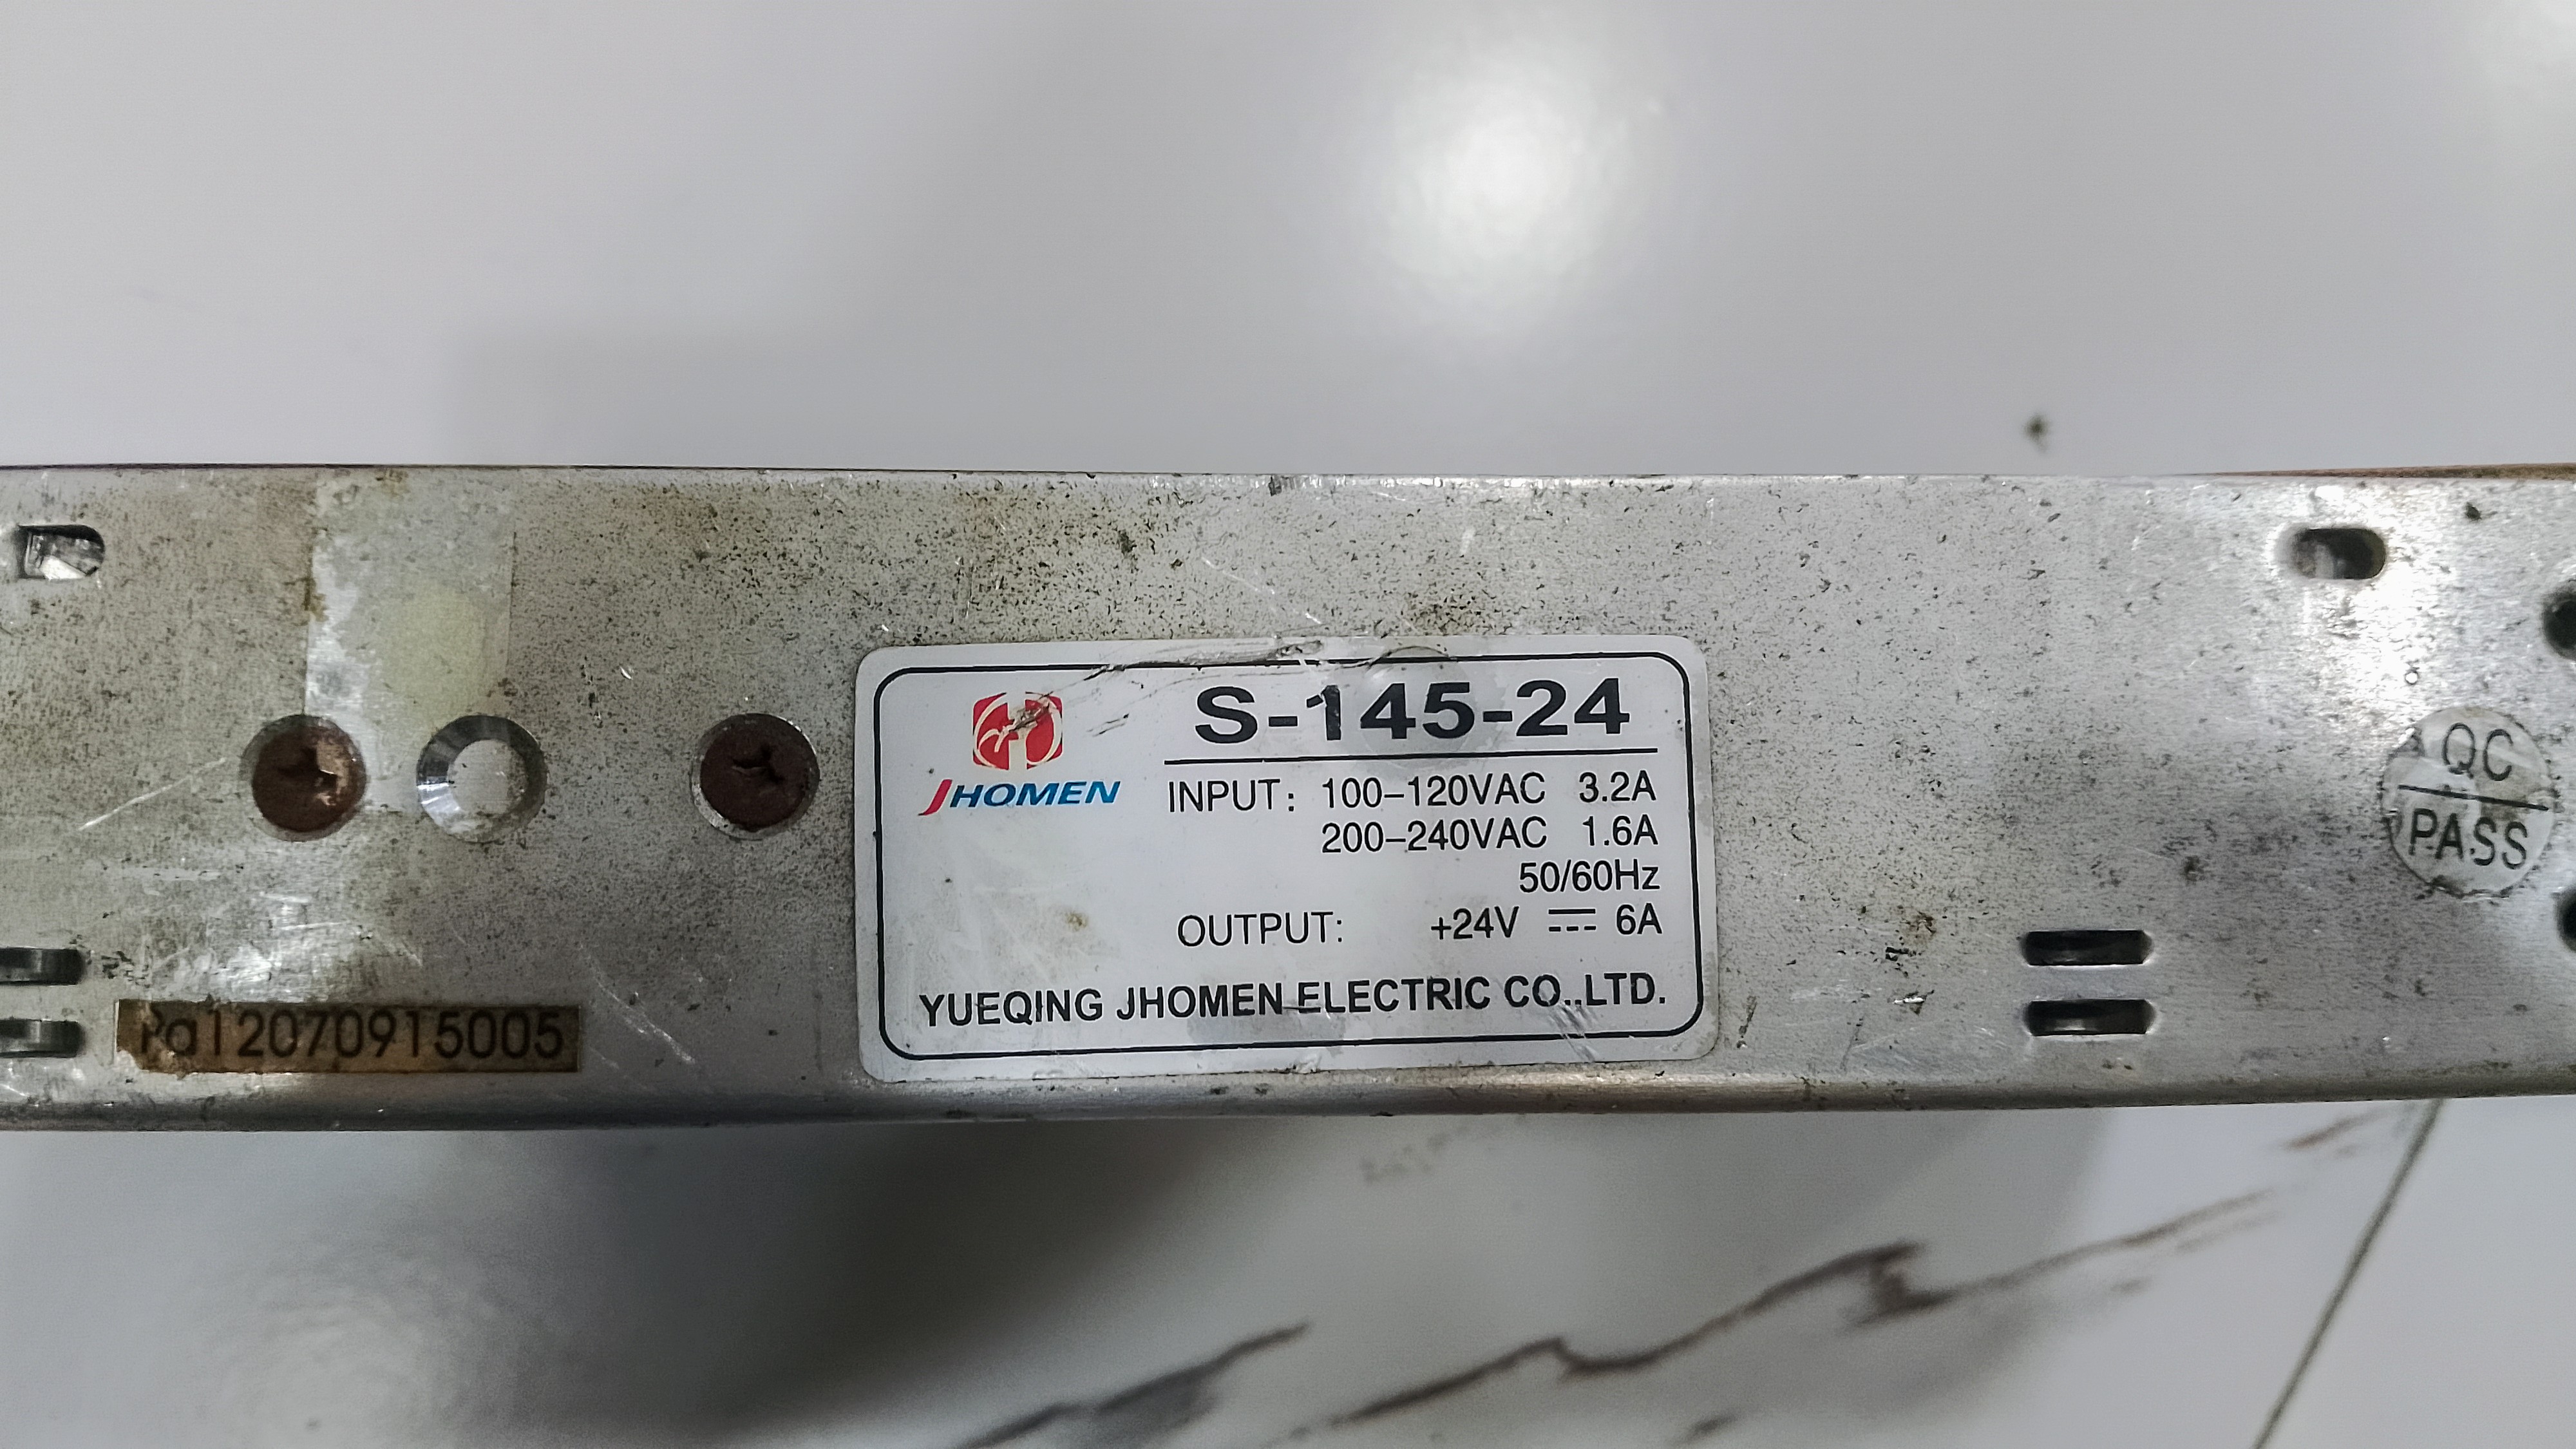 S-145-24
JHOMEN
INPUT: 100-120VAC 3.2A
200-240VAC 1.6A
50/60Hz
OUTPUT: +24V 6A
YUEQING JHOMEN ELECTRIC CO.,LTD.
QC
PASS
Pa12070915005